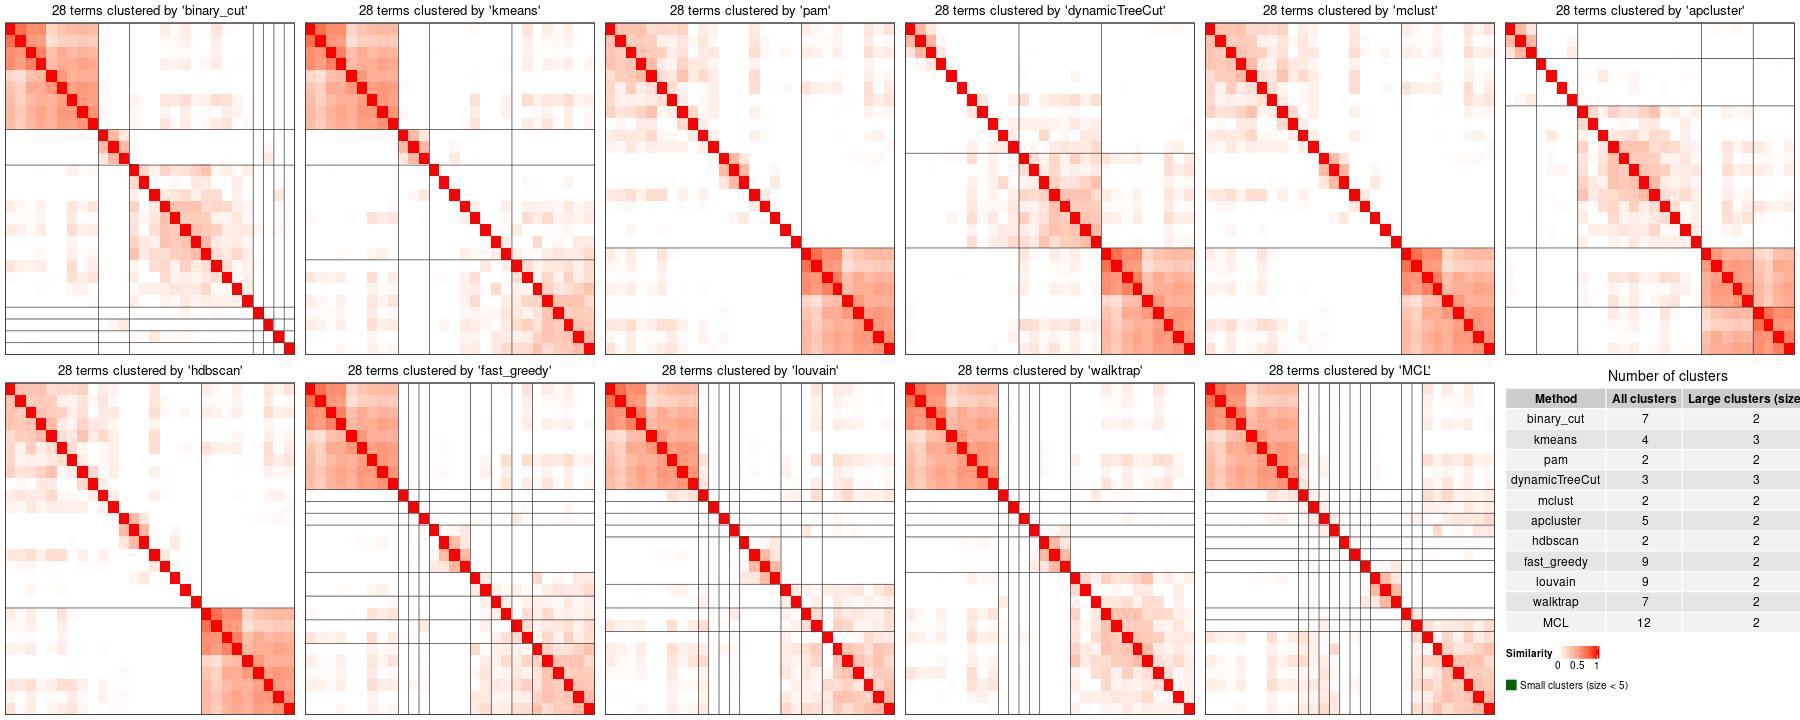 28 terms clustered by 'binary_cut'
28 terms clustered by 'kmeans'
28 terms clustered by 'pam'
28 terms clustered by 'dynamicTreeCut'
28 terms clustered by 'mclust'
28 terms clustered by 'apcluster'
28 terms clustered by 'hdbscan'
28 terms clustered by 'fast_greedy'
28 terms clustered by 'louvain'
28 terms clustered by 'walktrap'
28 terms clustered by 'MCL'
Number of clusters
Method All clusters Large clusters (size
binary_cut 7 2
kmeans 4 3
pam 2 2
dynamicTreeCut 3 3
mclust 2 2
apcluster 5 2
hdbscan 2 2
fast_greedy 9 2
louvain 9 2
walktrap 7 2
MCL 12 2
Similarity
0 0.5 1
Small clusters (size < 5)